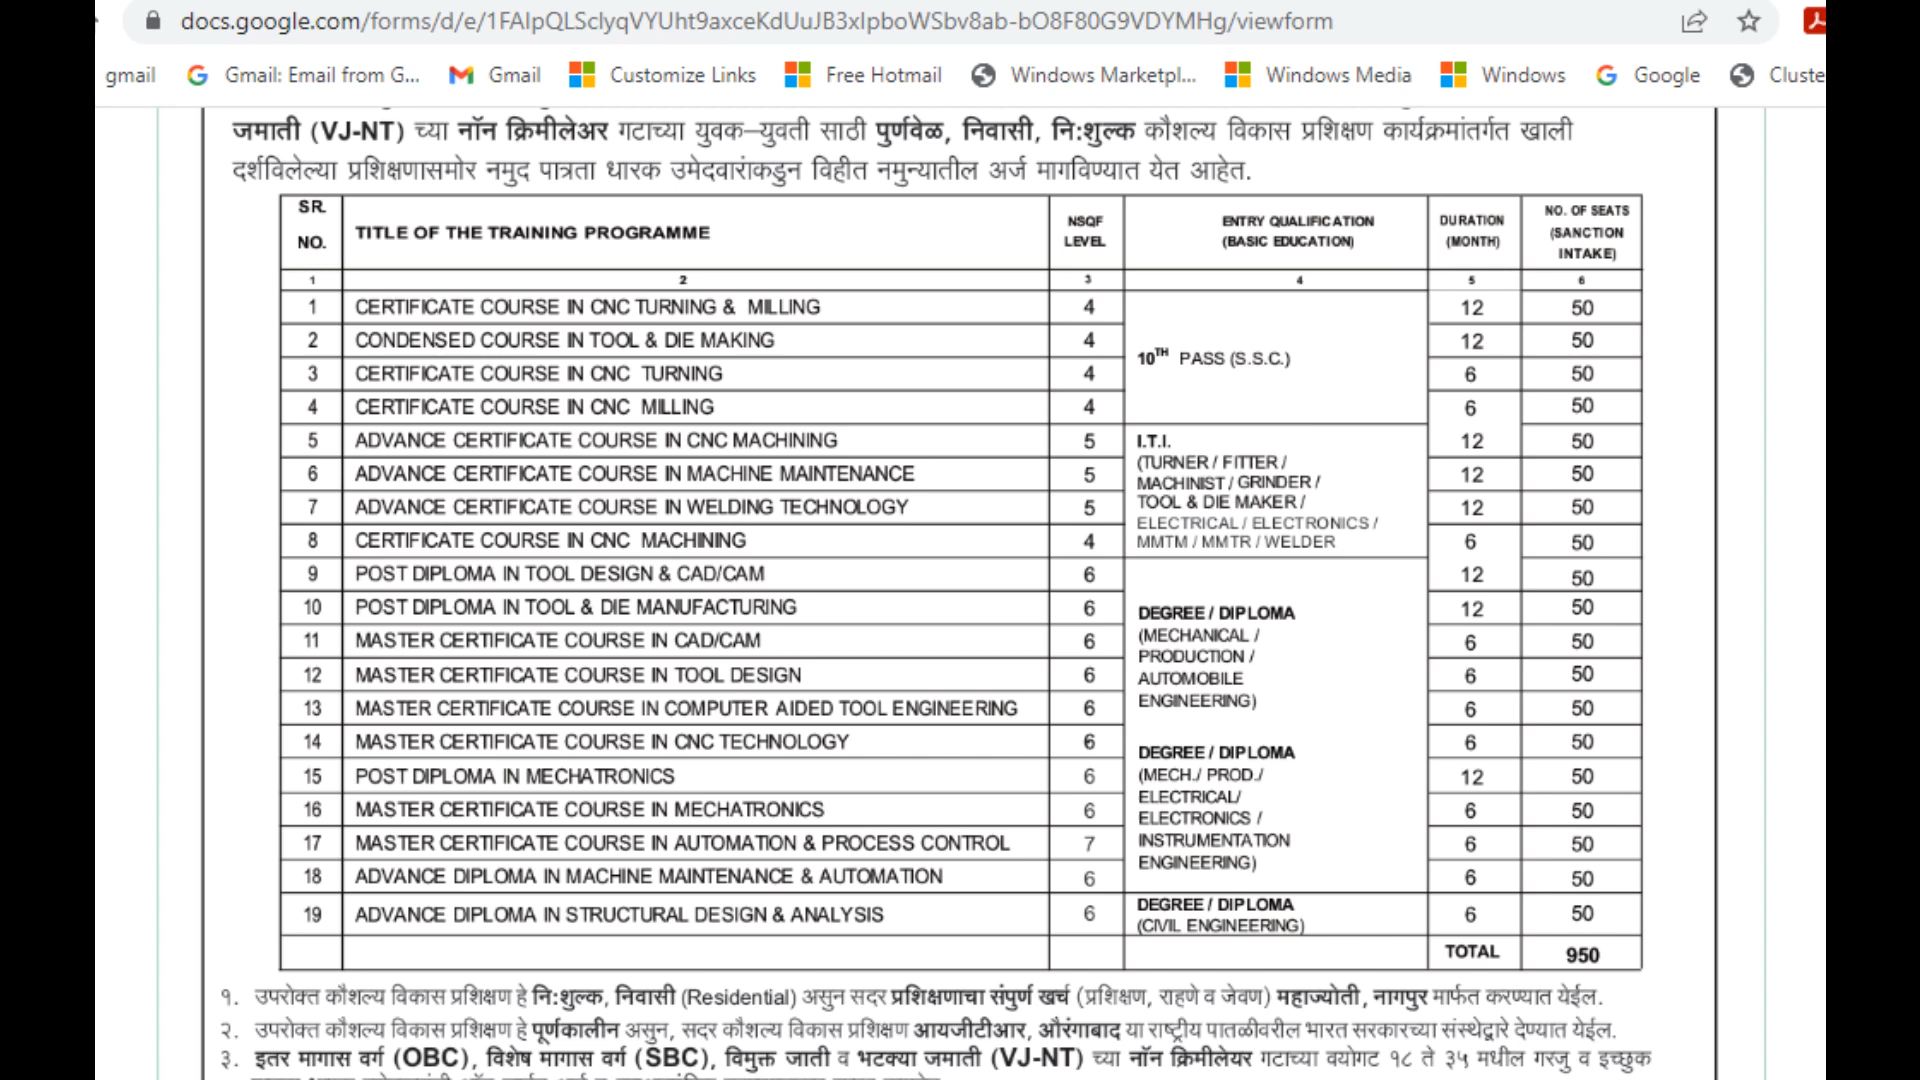 docs.google.com/forms/d/e/1FAIpQLSclyqVYUht9axceKdUuJB3xIpboWSbv8ab-bO8F80G9VDYMHg/viewform
gmail Gmail: Email from G... Gmail Customize Links Free Hotmail Windows Marketpl... Windows Media Windows Google Cluste
जमाती (VJ-NT) च्या नॉन क्रिमीलेअर गटाच्या युवक–युवती साठी पुर्णवेळ, निवासी, नि:शुल्क कौशल्य विकास प्रशिक्षण कार्यक्रमांतर्गत खाली
दर्शविलेल्या प्रशिक्षणासमोर नमुद पात्रता धारक उमेदवारांकडुन विहीत नमुन्यातील अर्ज मागविण्यात येत आहेत.
SR. NO. TITLE OF THE TRAINING PROGRAMME NSQF LEVEL ENTRY QUALIFICATION (BASIC EDUCATION) DURATION (MONTH) NO. OF SEATS (SANCTION INTAKE)
1 2 3 4 5 6
1 CERTIFICATE COURSE IN CNC TURNING & MILLING 4 12 50
2 CONDENSED COURSE IN TOOL & DIE MAKING 4 12 50
10TH PASS (S.S.C.)
3 CERTIFICATE COURSE IN CNC TURNING 4 6 50
4 CERTIFICATE COURSE IN CNC MILLING 4 6 50
5 ADVANCE CERTIFICATE COURSE IN CNC MACHINING 5 I.T.I. 12 50
(TURNER / FITTER /
6 ADVANCE CERTIFICATE COURSE IN MACHINE MAINTENANCE 5 MACHINIST / GRINDER / 12 50
7 ADVANCE CERTIFICATE COURSE IN WELDING TECHNOLOGY 5 TOOL & DIE MAKER / 12 50
ELECTRICAL / ELECTRONICS /
8 CERTIFICATE COURSE IN CNC MACHINING 4 MMTM / MMTR / WELDER 6 50
9 POST DIPLOMA IN TOOL DESIGN & CAD/CAM 6 12 50
10 POST DIPLOMA IN TOOL & DIE MANUFACTURING 6 DEGREE / DIPLOMA 12 50
11 MASTER CERTIFICATE COURSE IN CAD/CAM 6 (MECHANICAL / 6 50
PRODUCTION /
12 MASTER CERTIFICATE COURSE IN TOOL DESIGN 6 AUTOMOBILE 6 50
13 MASTER CERTIFICATE COURSE IN COMPUTER AIDED TOOL ENGINEERING 6 ENGINEERING) 6 50
14 MASTER CERTIFICATE COURSE IN CNC TECHNOLOGY 6 DEGREE / DIPLOMA 6 50
15 POST DIPLOMA IN MECHATRONICS 6 (MECH./ PROD./ 12 50
ELECTRICAL/
16 MASTER CERTIFICATE COURSE IN MECHATRONICS 6 ELECTRONICS / 6 50
17 MASTER CERTIFICATE COURSE IN AUTOMATION & PROCESS CONTROL 7 INSTRUMENTATION 6 50
18 ADVANCE DIPLOMA IN MACHINE MAINTENANCE & AUTOMATION 6 ENGINEERING) 6 50
19 ADVANCE DIPLOMA IN STRUCTURAL DESIGN & ANALYSIS 6 DEGREE / DIPLOMA (CIVIL ENGINEERING) 6 50
TOTAL 950
१. उपरोक्त कौशल्य विकास प्रशिक्षण हे नि:शुल्क, निवासी (Residential) असुन सदर प्रशिक्षणाचा संपुर्ण खर्च (प्रशिक्षण, राहणे व जेवण) महाज्योती, नागपुर मार्फत करण्यात येईल.
२. उपरोक्त कौशल्य विकास प्रशिक्षण हे पूर्णकालीन असुन, सदर कौशल्य विकास प्रशिक्षण आयजीटीआर, औरंगाबाद या राष्ट्रीय पातळीवरील भारत सरकारच्या संस्थेद्वारे देण्यात येईल.
३. इतर मागास वर्ग (OBC), विशेष मागास वर्ग (SBC), विमुक्त जाती व भटक्या जमाती (VJ-NT) च्या नॉन क्रिमीलेयर गटाच्या वयोगट १८ ते ३५ मधील गरजु व इच्छुक